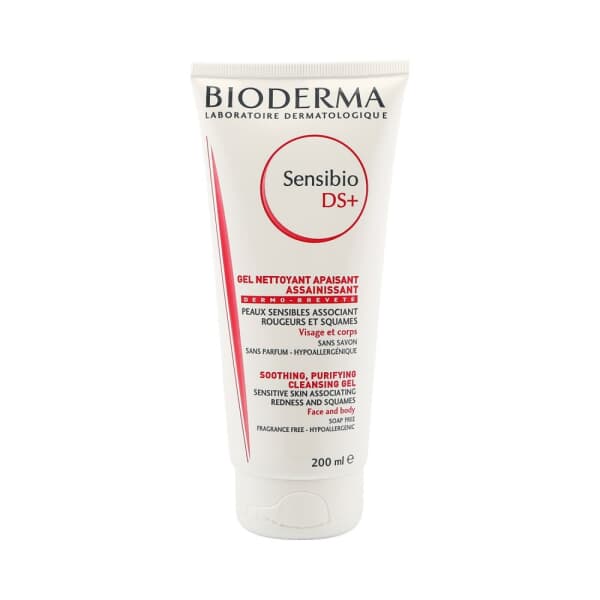 BIODERMA
LABORATOIRE DERMATOLOGIQUE
Sensibio
DS+
GEL NETTOYANT APAISANT
ASSAINISSANT
DERMO-BREVETÉ
PEAUX SENSIBLES ASSOCIANT
ROUGEURS ET SQUAMES
Visage et corps
SANS SAVON
SANS PARFUM - HYPOALLERGÉNIQUE
SOOTHING, PURIFYING
CLEANSING GEL
SENSITIVE SKIN ASSOCIATING
REDNESS AND SQUAMES
Face and body
SOAP FREE
FRAGRANCE FREE - HYPOALLERGENIC
200 ml ℮